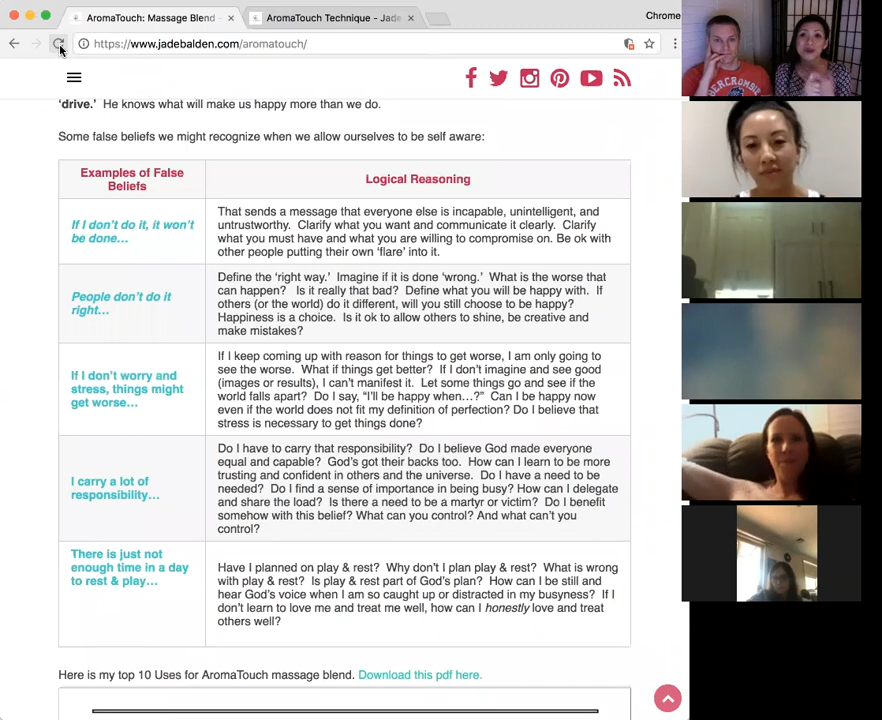 AromaTouch: Massage Blend -
AromaTouch Technique - Jade
Chrome
https://www.jadebalden.com/aromatouch/
'drive.' He knows what will make us happy more than we do.
Some false beliefs we might recognize when we allow ourselves to be self aware:
Examples of False
Beliefs
Logical Reasoning
If I don't do it, it won't
be done…
That sends a message that everyone else is incapable, unintelligent, and
untrustworthy. Clarify what you want and communicate it clearly. Clarify
what you must have and what you are willing to compromise on. Be ok with
other people putting their own 'flare' into it.
People don't do it
right…
Define the 'right way.' Imagine if it is done 'wrong.' What is the worse that
can happen? Is it really that bad? Define what you will be happy with. If
others (or the world) do it different, will you still choose to be happy?
Happiness is a choice. Is it ok to allow others to shine, be creative and
make mistakes?
If I don't worry and
stress, things might
get worse…
If I keep coming up with reason for things to get worse, I am only going to
see the worse. What if things get better? If I don't imagine and see good
(images or results), I can't manifest it. Let some things go and see if the
world falls apart? Do I say, "I'll be happy when…?" Can I be happy now
even if the world does not fit my definition of perfection? Do I believe that
stress is necessary to get things done?
I carry a lot of
responsibility…
Do I have to carry that responsibility? Do I believe God made everyone
equal and capable? God's got their backs too. How can I learn to be more
trusting and confident in others and the universe. Do I have a need to be
needed? Do I find a sense of importance in being busy? How can I delegate
and share the load? Is there a need to be a martyr or victim? Do I benefit
somehow with this belief? What can you control? And what can't you
control?
There is just not
enough time in a day
to rest & play…
Have I planned on play & rest? Why don't I plan play & rest? What is wrong
with play & rest? Is play & rest part of God's plan? How can I be still and
hear God's voice when I am so caught up or distracted in my busyness? If I
don't learn to love me and treat me well, how can I honestly love and treat
others well?
Here is my top 10 Uses for AromaTouch massage blend. Download this pdf here.